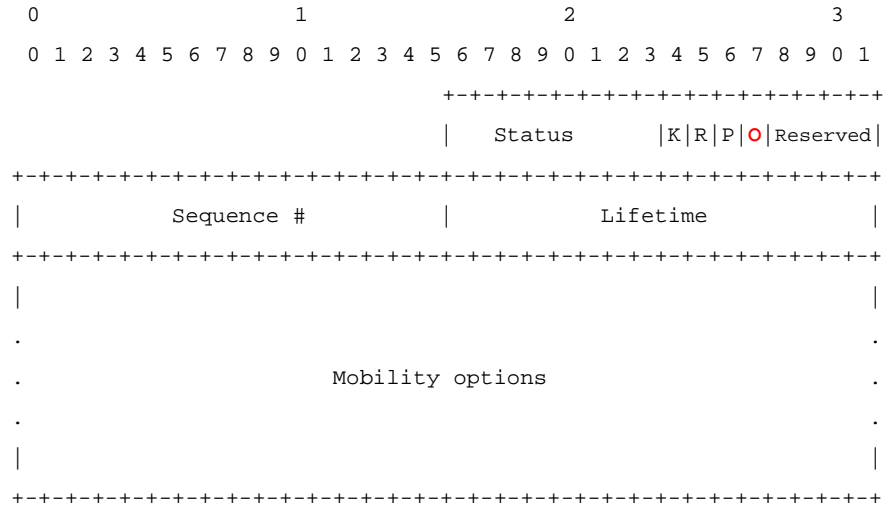 0                   1                   2                   3
0 1 2 3 4 5 6 7 8 9 0 1 2 3 4 5 6 7 8 9 0 1 2 3 4 5 6 7 8 9 0 1
                               +-+-+-+-+-+-+-+-+-+-+-+-+-+-+-+-+
                               |   Status      |K|R|P|O|Reserved|
+-+-+-+-+-+-+-+-+-+-+-+-+-+-+-+-+-+-+-+-+-+-+-+-+-+-+-+-+-+-+-+-+
|           Sequence #          |           Lifetime            |
+-+-+-+-+-+-+-+-+-+-+-+-+-+-+-+-+-+-+-+-+-+-+-+-+-+-+-+-+-+-+-+-+
|                                                               |
.                                                               .
.                       Mobility options                        .
.                                                               .
|                                                               |
+-+-+-+-+-+-+-+-+-+-+-+-+-+-+-+-+-+-+-+-+-+-+-+-+-+-+-+-+-+-+-+-+